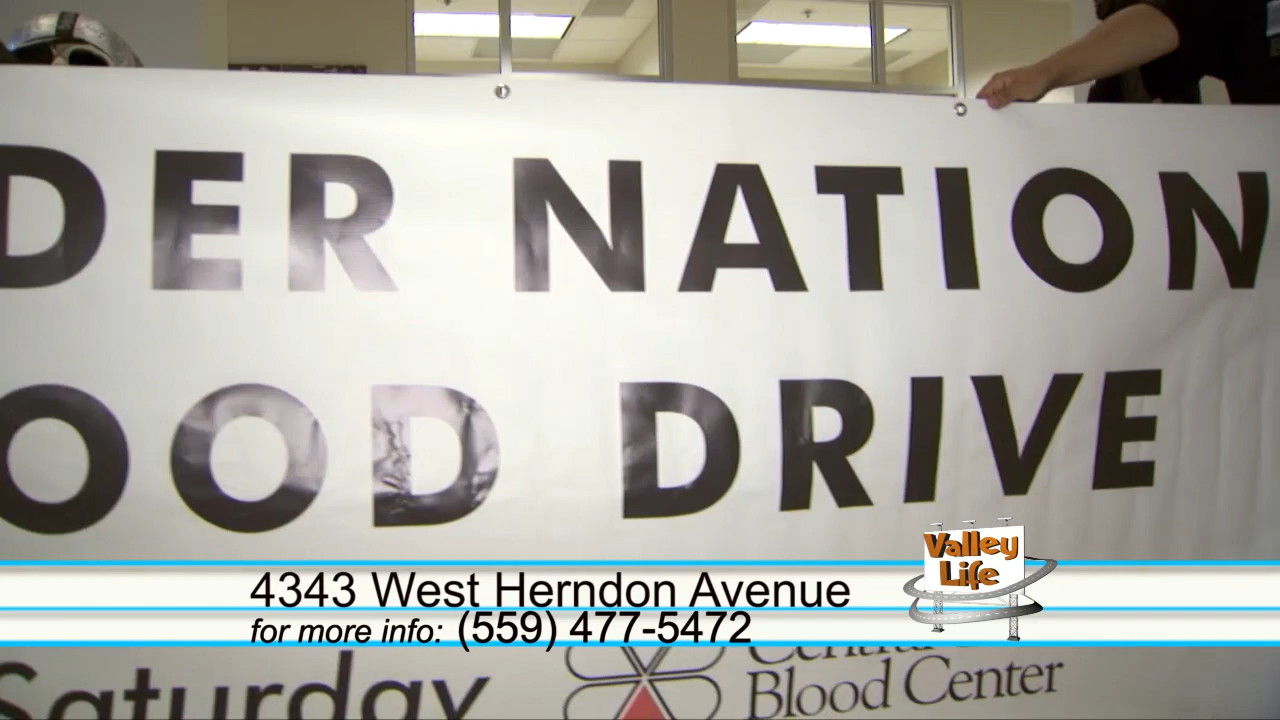 DER NATION
OOD DRIVE
Valley
Life
4343 West Herndon Avenue
for more info: (559) 477-5472
Saturday
Blood Center